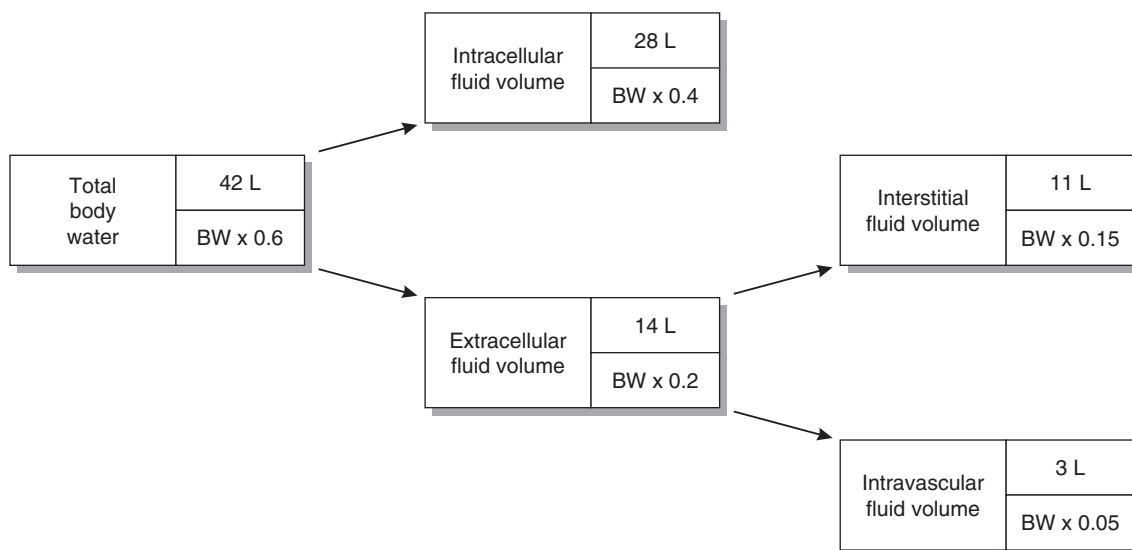 Intracellular
fluid volume
28 L
BW x 0.4
Total
body
water
42 L
BW x 0.6
Interstitial
fluid volume
11 L
BW x 0.15
Extracellular
fluid volume
14 L
BW x 0.2
Intravascular
fluid volume
3 L
BW x 0.05